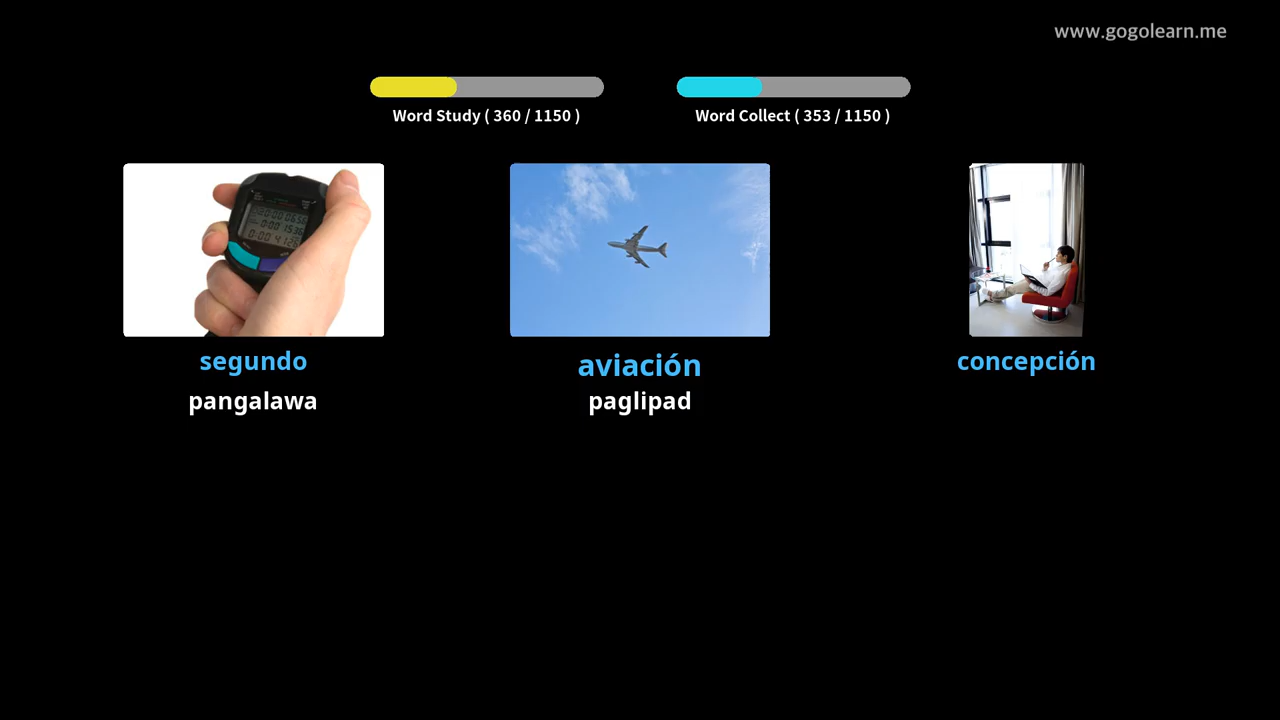 www.gogolearn.me
Word Study ( 360 / 1150 )
Word Collect ( 353 / 1150 )
segundo
pangalawa
aviación
paglipad
concepción